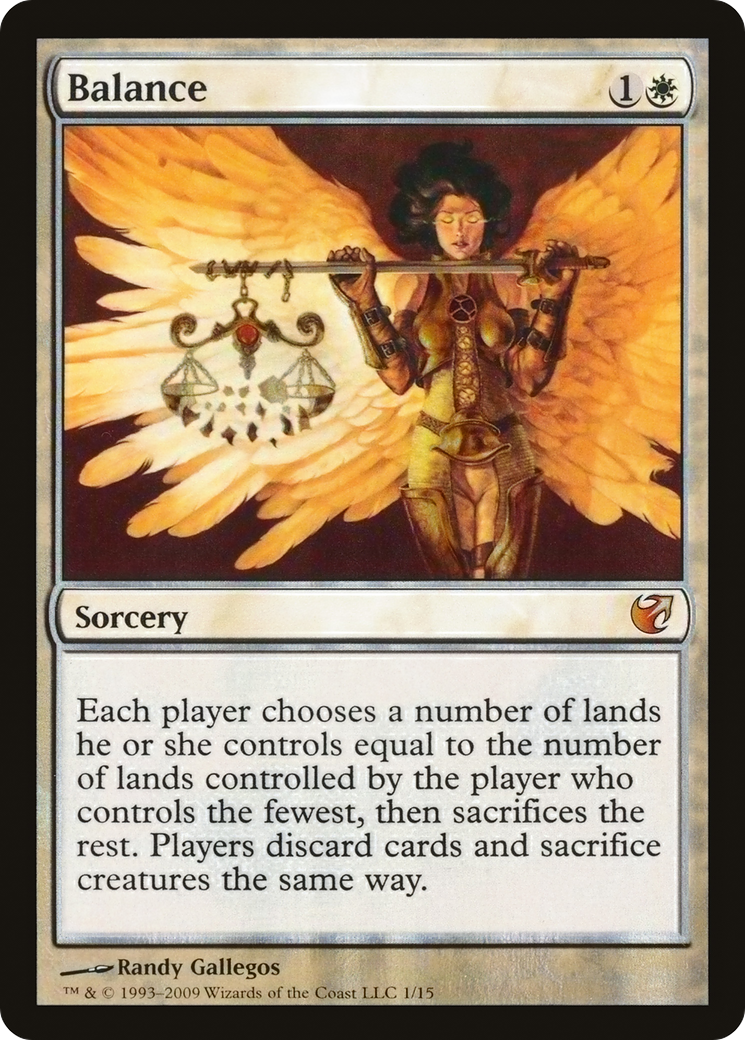 Balance 1
Sorcery
Each player chooses a number of lands
he or she controls equal to the number
of lands controlled by the player who
controls the fewest, then sacrifices the
rest. Players discard cards and sacrifice
creatures the same way.
Randy Gallegos
™ & © 1993–2009 Wizards of the Coast LLC 1/15